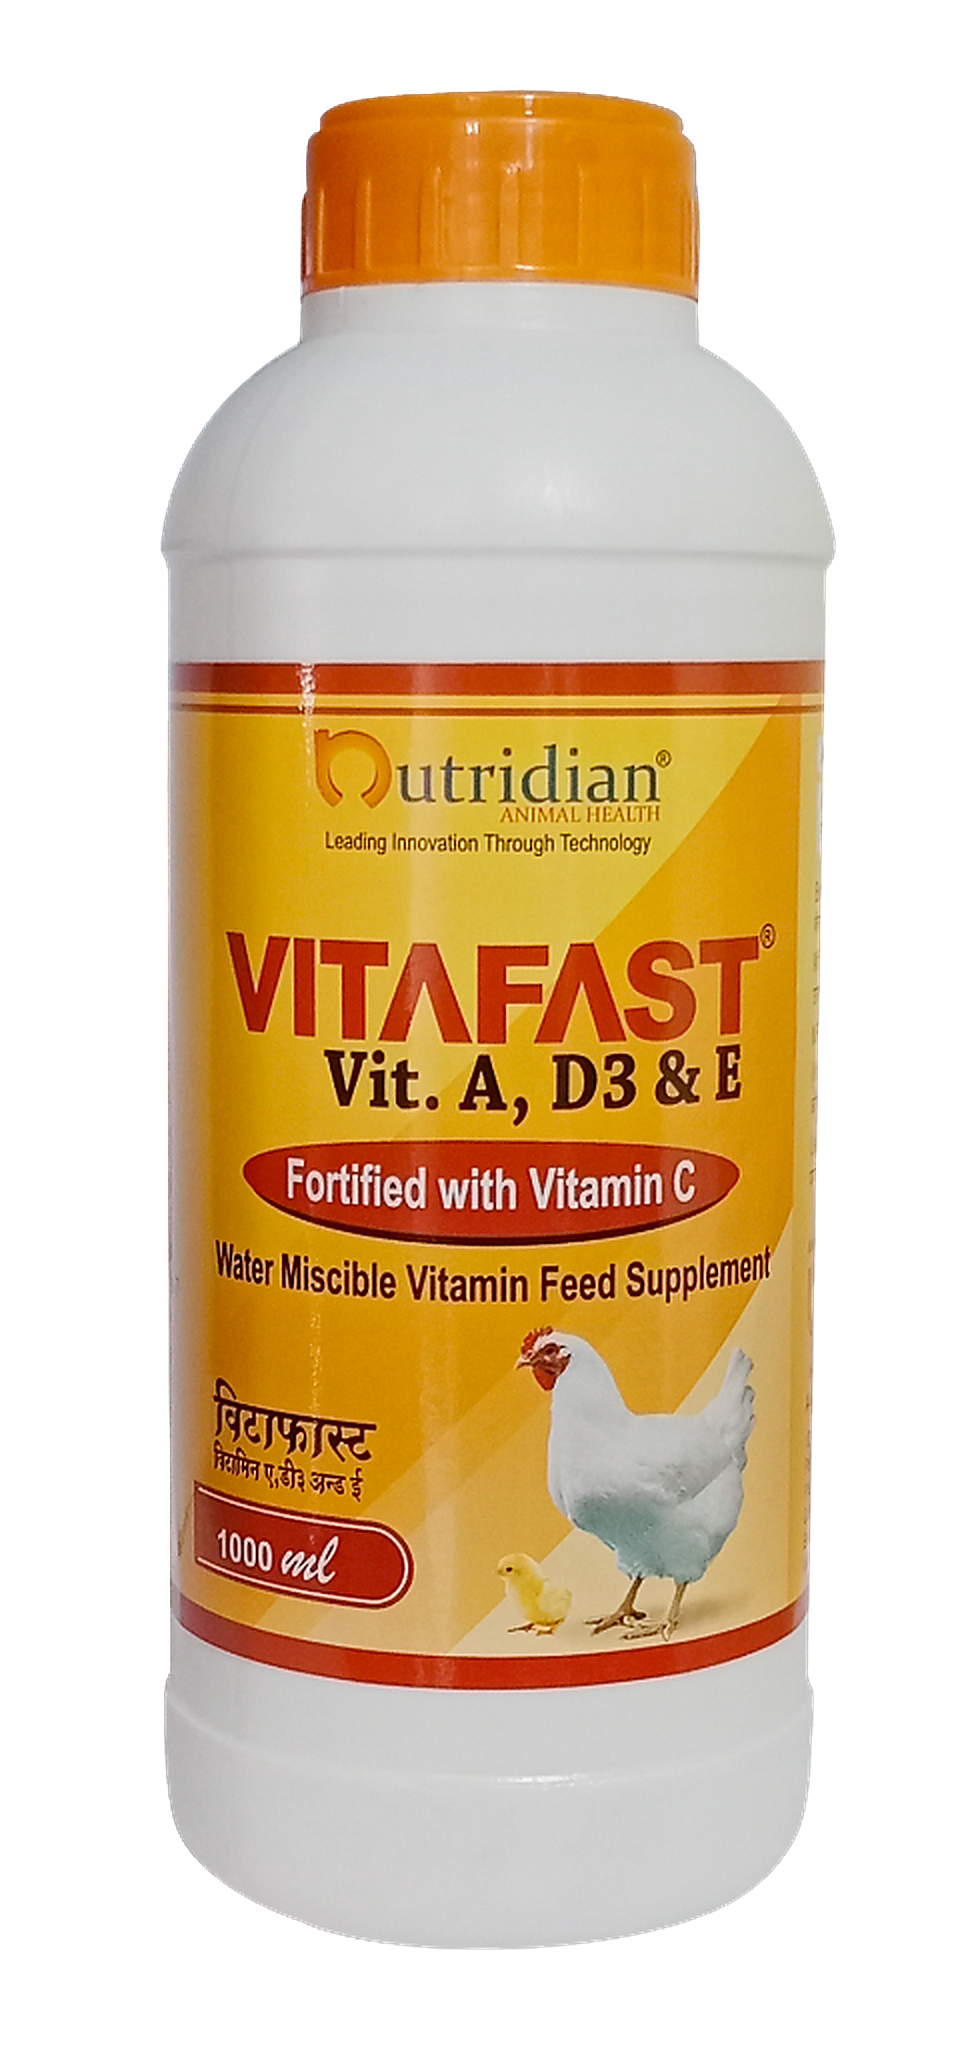 nutridian®
ANIMAL HEALTH
Leading Innovation Through Technology
VITAFAST®
Vit. A, D3 & E
Fortified with Vitamin C
Water Miscible Vitamin Feed Supplement
विटाफास्ट
विटामिन ए,डी३ अन्ड ई
1000 ml